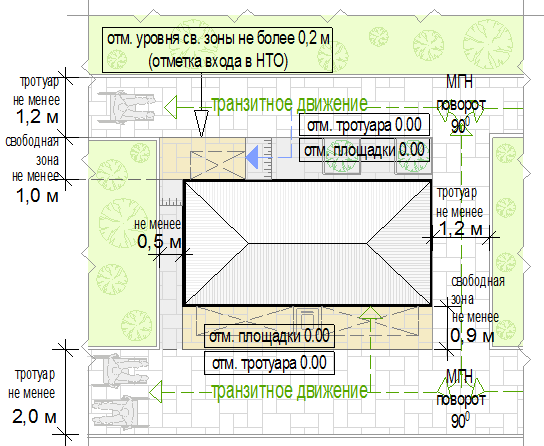 отм. уровня св. зоны не более 0,2 м
(отметка входа в НТО)
тротуар
не менее
1,2 м
транзитное движение
МГН
поворот
90⁰
отм. тротуара 0.00
отм. площадки 0.00
свободная
зона
не менее
1,0 м
не менее
0,5 м
тротуар
не менее
1,2 м
свободная
зона
не менее
0,9 м
отм. площадки 0.00
отм. тротуара 0.00
тротуар
не менее
2,0 м
транзитное движение
МГН
поворот
90⁰